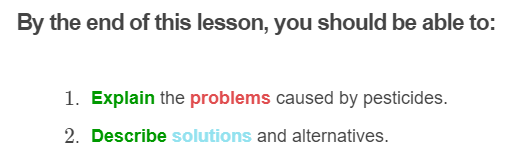 By the end of this lesson, you should be able to:
1. Explain the problems caused by pesticides.
2. Describe solutions and alternatives.